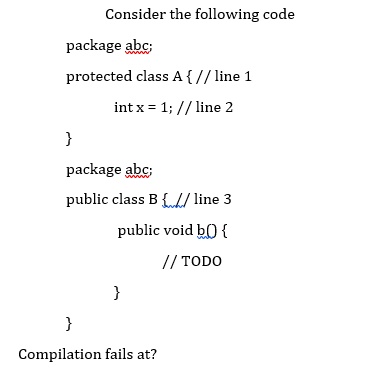 Consider the following code
package abc;
protected class A { // line 1
int x = 1; // line 2
}
package abc;
public class B { // line 3
public void b() {
// TODO
}
}
Compilation fails at?